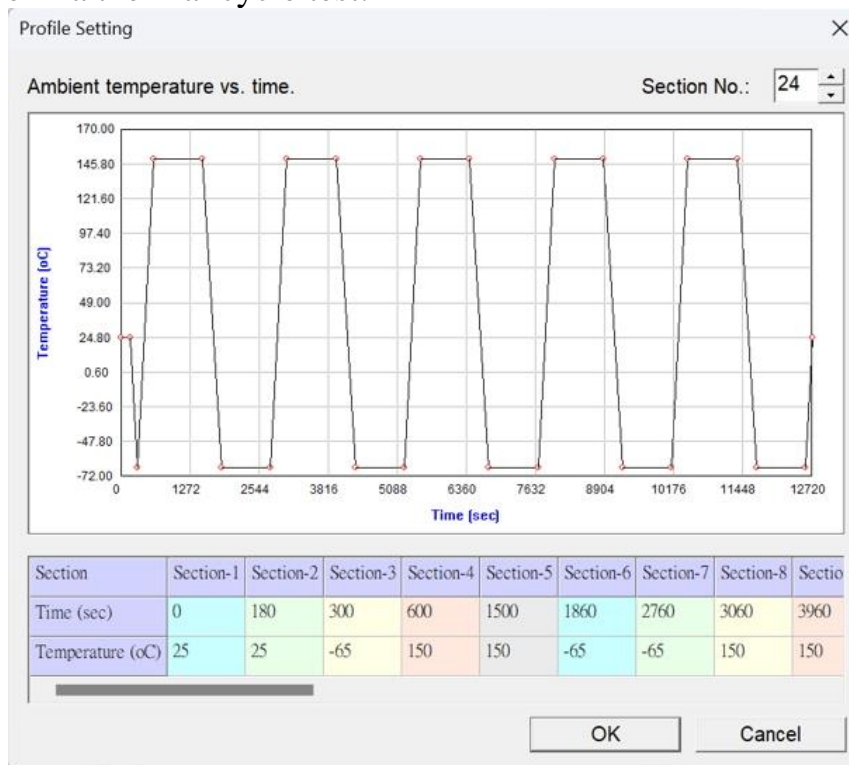 Profile Setting
Ambient temperature vs. time.
Section No.: 24
170.00
145.80
121.60
97.40
73.20
49.00
24.80
0.60
-23.60
-47.80
-72.00
Temperature (oC)
0 1272 2544 3816 5088 6360 7632 8904 10176 11448 12720
Time (sec)
Section Section-1 Section-2 Section-3 Section-4 Section-5 Section-6 Section-7 Section-8 Sectio
Time (sec) 0 180 300 600 1500 1860 2760 3060 3960
Temperature (oC) 25 25 -65 150 150 -65 -65 150 150
OK Cancel